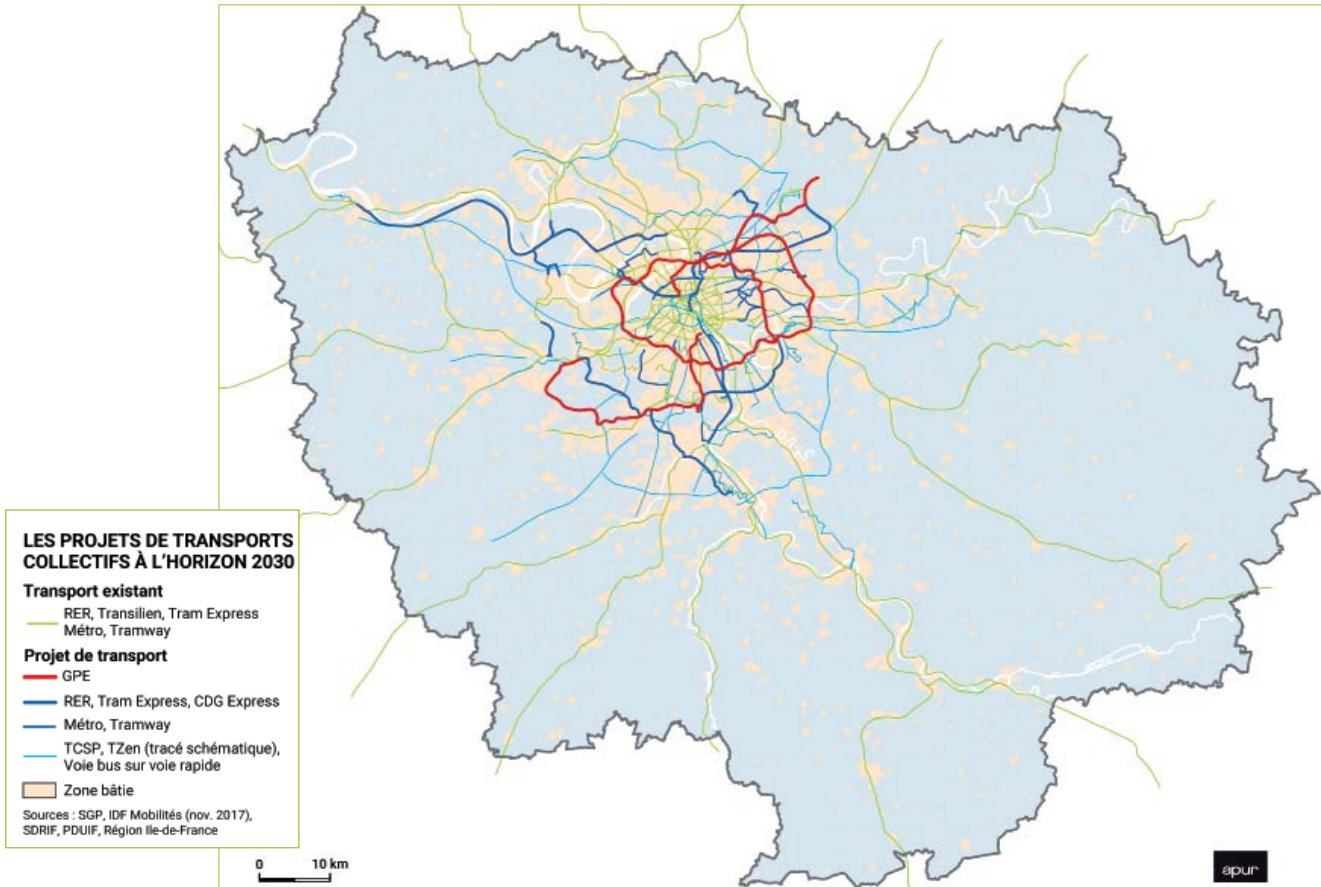 LES PROJETS DE TRANSPORTS
COLLECTIFS À L'HORIZON 2030
Transport existant
RER, Transilien, Tram Express
Métro, Tramway
Projet de transport
GPE
RER, Tram Express, CDG Express
Métro, Tramway
TCSP, TZen (tracé schématique),
Voie bus sur voie rapide
Zone bâtie
Sources : SGP, IDF Mobilités (nov. 2017),
SDRIF, PDUIF, Région Ile-de-France
0 10 km
apur